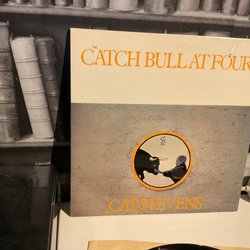 CATCH BULL AT FOUR
CAT STEVENS